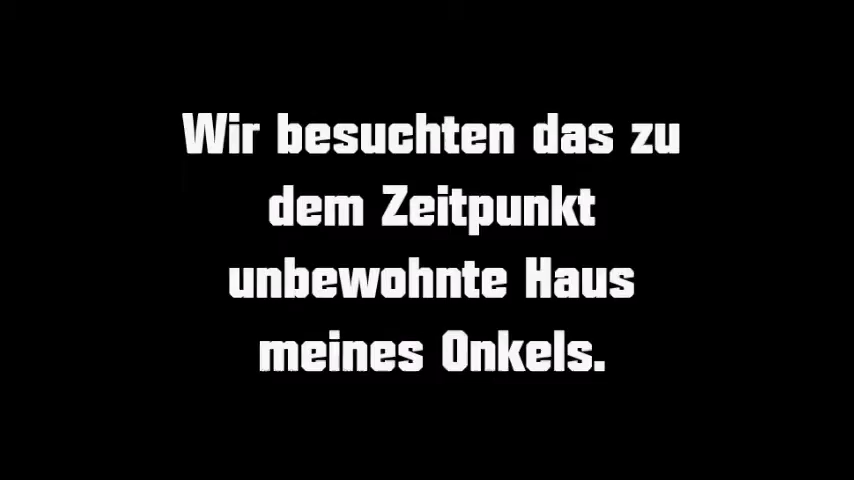 Wir besuchten das zu
dem Zeitpunkt
unbewohnte Haus
meines Onkels.